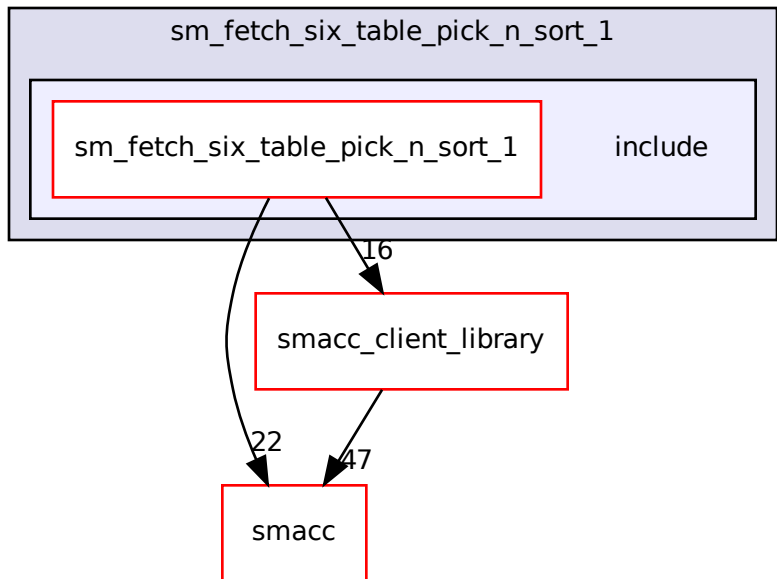 sm_fetch_six_table_pick_n_sort_1
sm_fetch_six_table_pick_n_sort_1
include
16
smacc_client_library
22
47
smacc